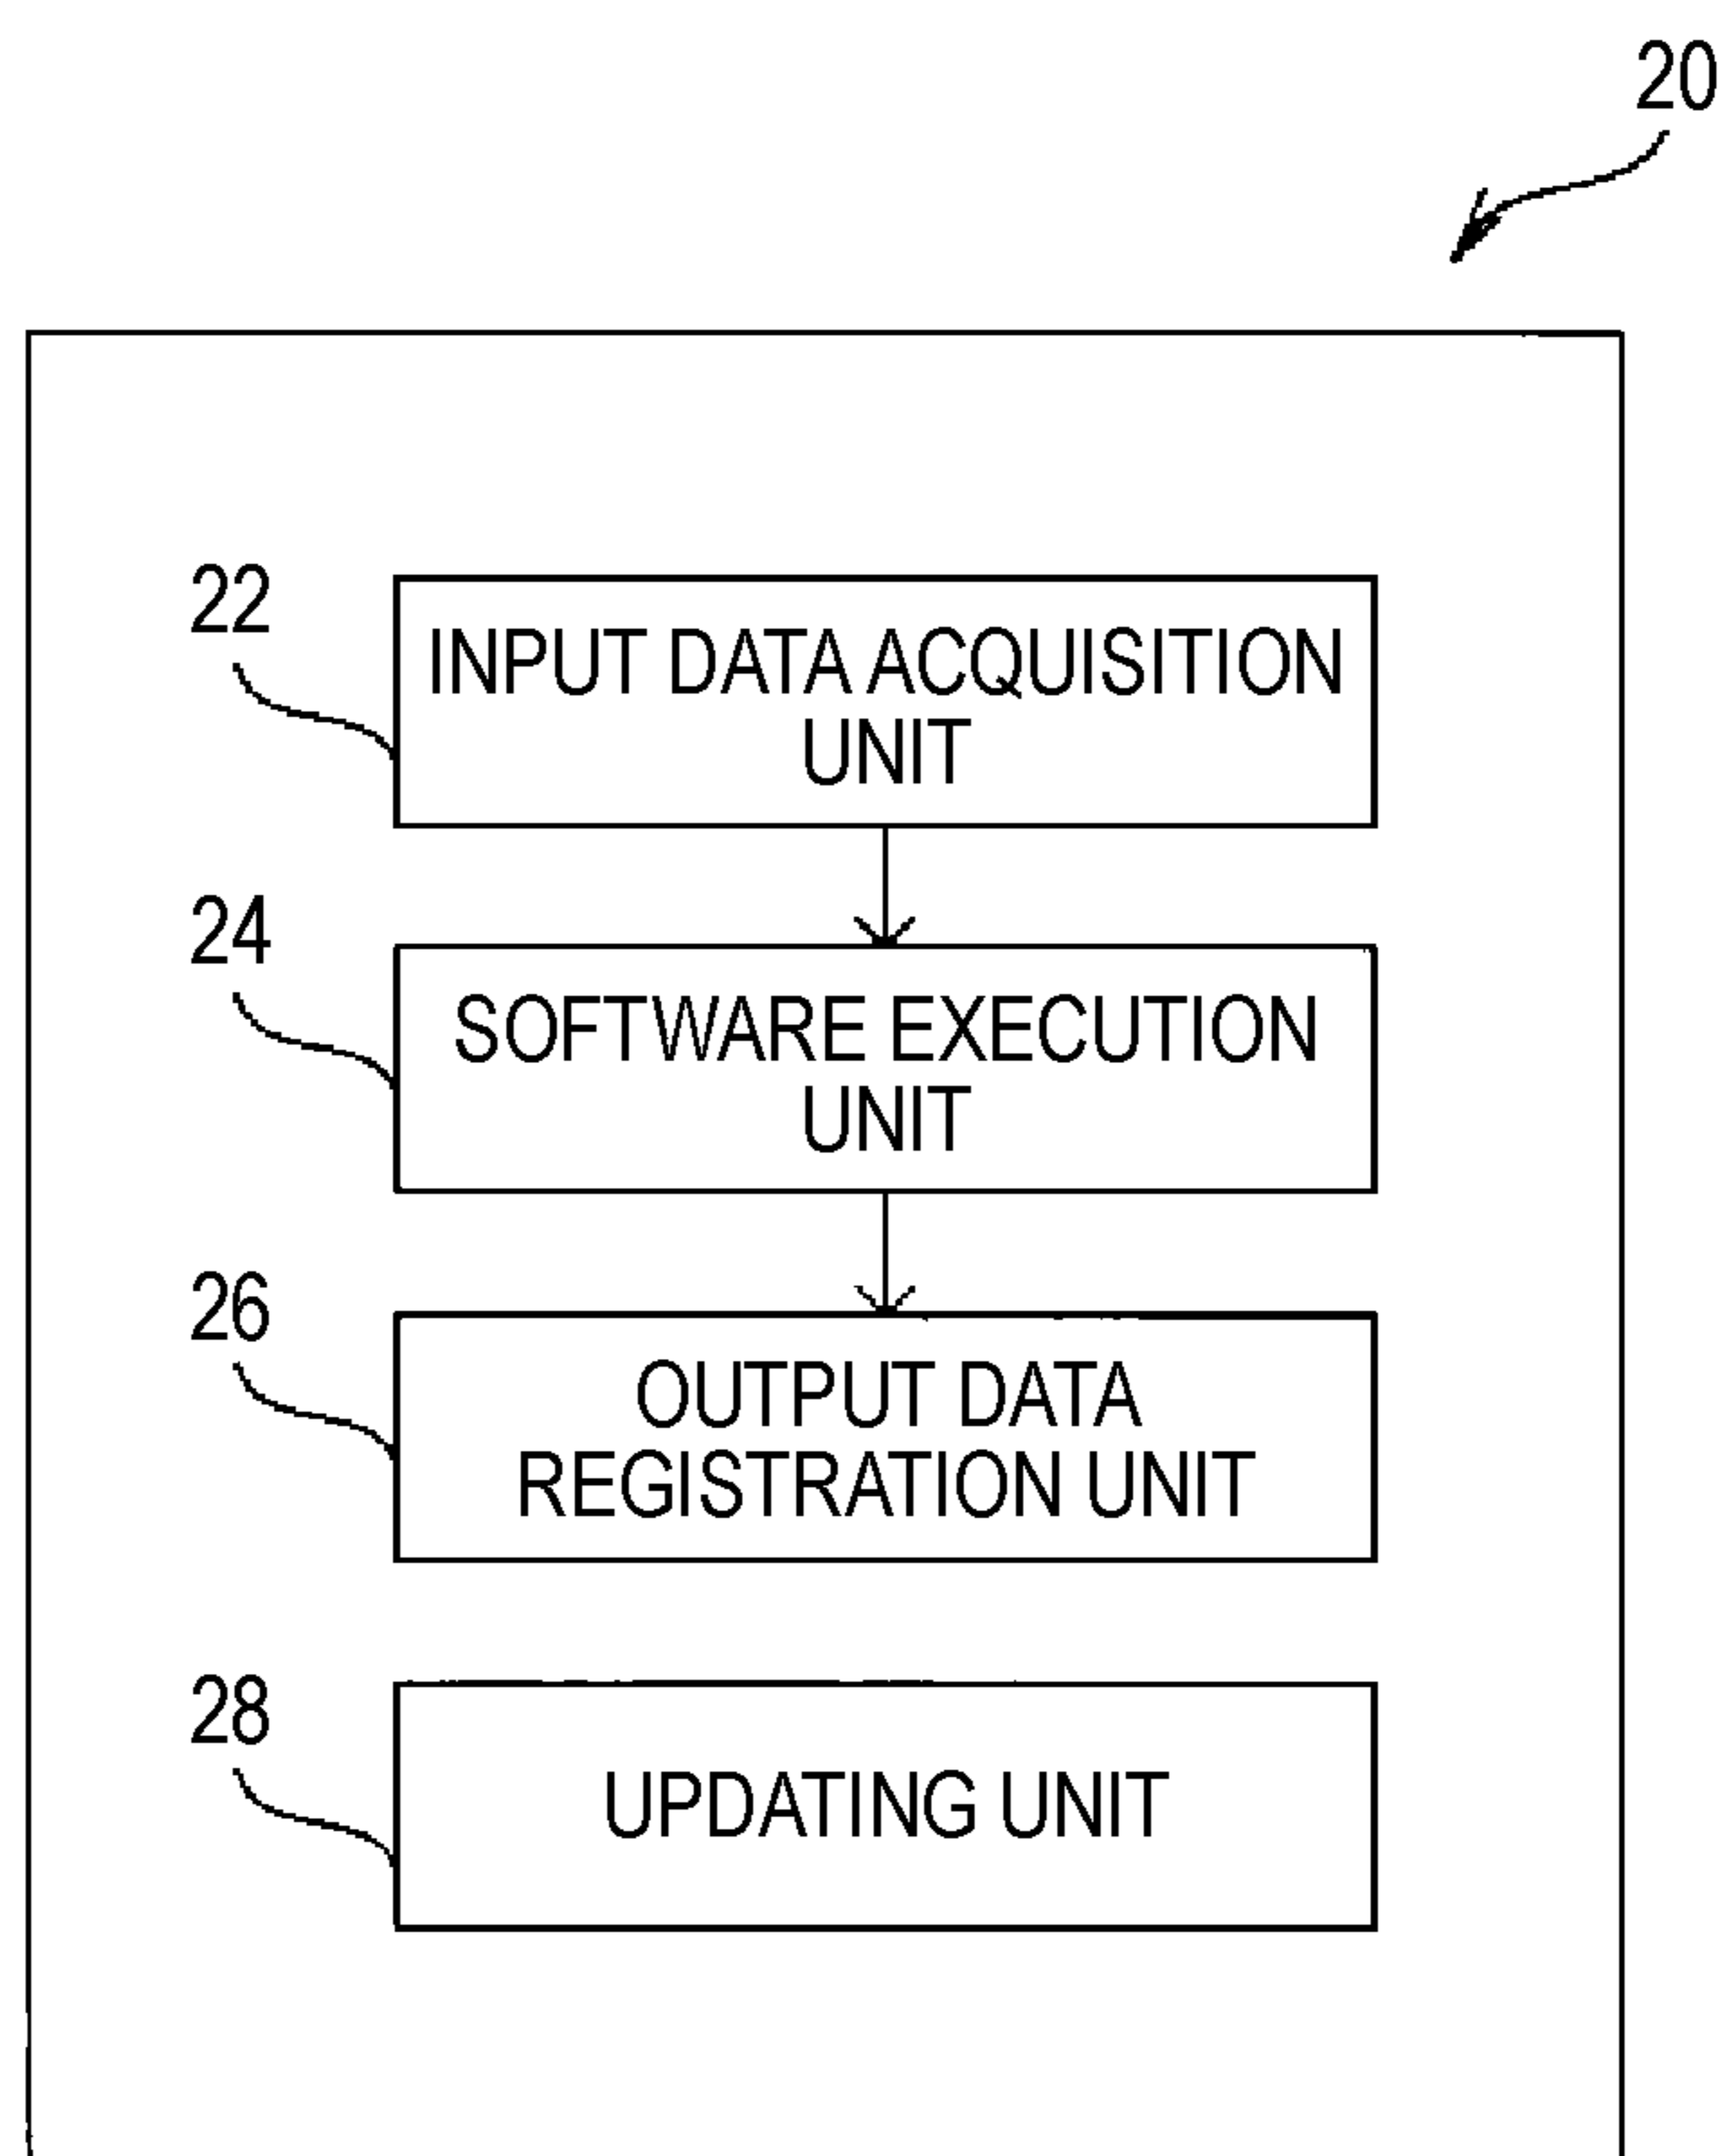 20
22
INPUT DATA ACQUISITION
UNIT
24
SOFTWARE EXECUTION
UNIT
26
OUTPUT DATA
REGISTRATION UNIT
28
UPDATING UNIT